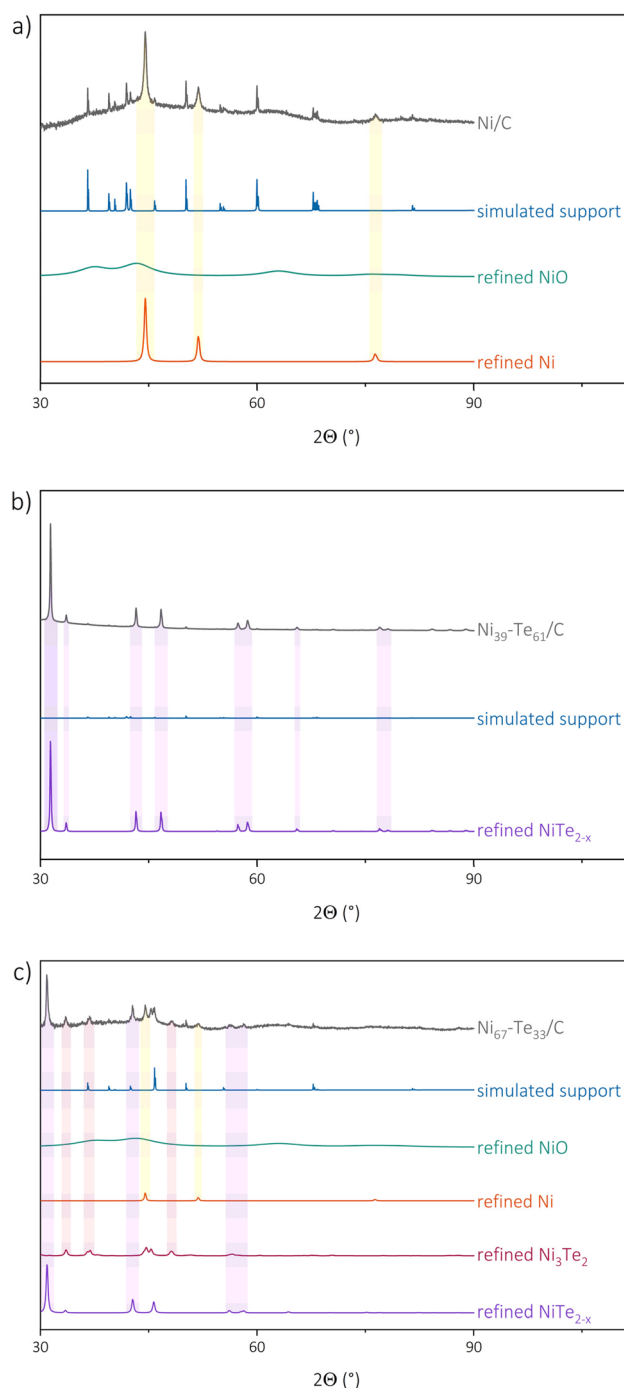 a)
Ni/C
simulated support
refined NiO
refined Ni
30 60 90
2Θ (°)
b)
Ni₃₉-Te₆₁/C
simulated support
refined NiTe₂₋ₓ
30 60 90
2Θ (°)
c)
Ni₆₇-Te₃₃/C
simulated support
refined NiO
refined Ni
refined Ni₃Te₂
refined NiTe₂₋ₓ
30 60 90
2Θ (°)